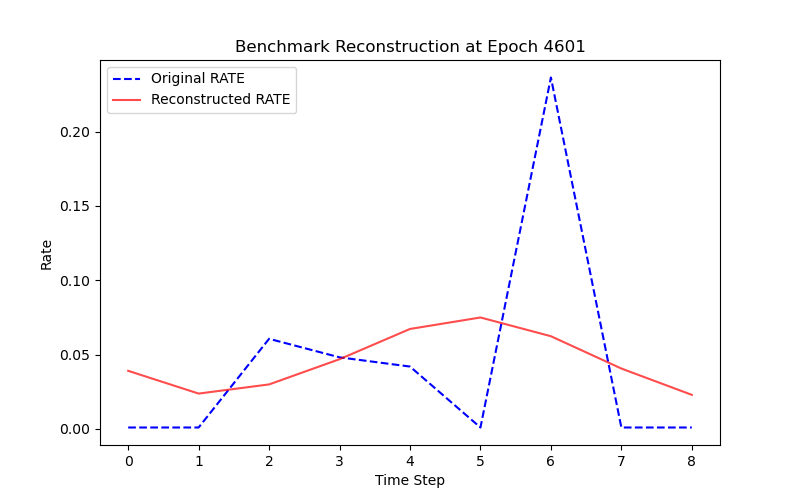 Benchmark Reconstruction at Epoch 4601
Original RATE
Reconstructed RATE
0.20
0.15
0.10
0.05
0.00
Rate
0 1 2 3 4 5 6 7 8
Time Step